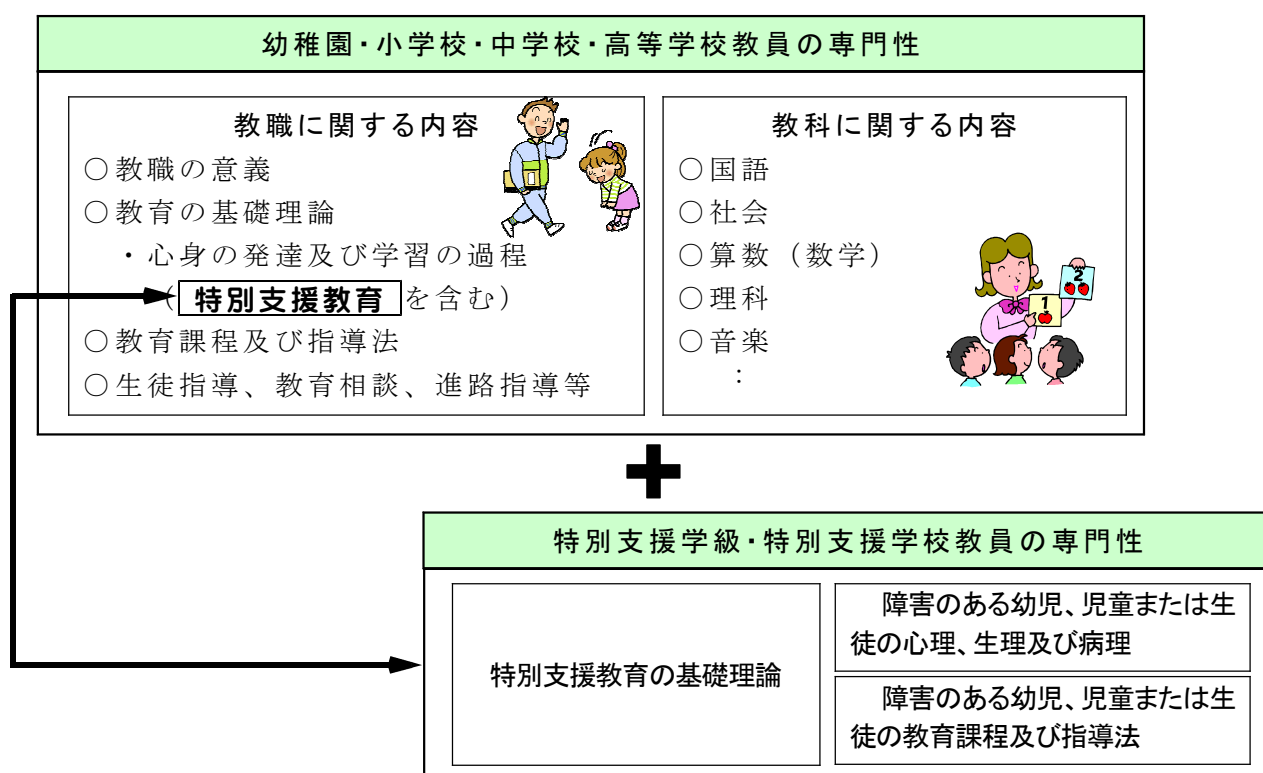 幼稚園・小学校・中学校・高等学校教員の専門性
教職に関する内容
○教職の意義
○教育の基礎理論
・心身の発達及び学習の過程
（特別支援教育を含む）
○教育課程及び指導法
○生徒指導、教育相談、進路指導等
教科に関する内容
○国語
○社会
○算数（数学）
○理科
○音楽
：
2
1
特別支援学級・特別支援学校教員の専門性
特別支援教育の基礎理論
障害のある幼児、児童または生
徒の心理、生理及び病理
障害のある幼児、児童または生
徒の教育課程及び指導法